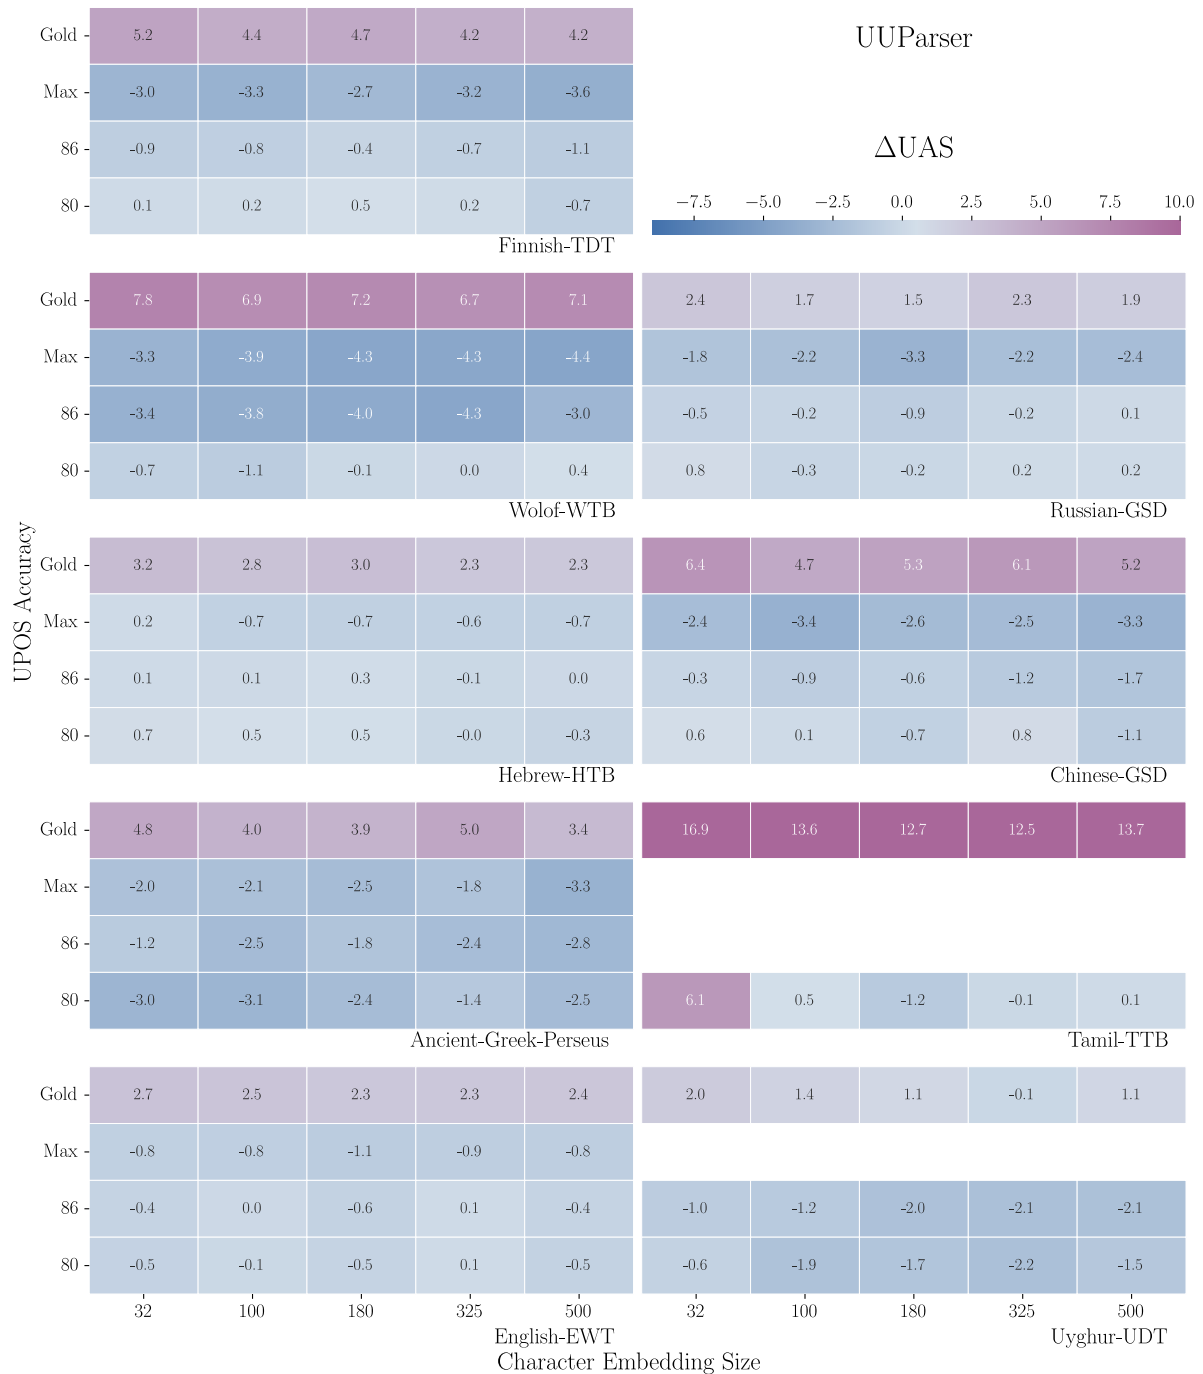 UUParser
ΔUAS
−7.5 −5.0 −2.5 0.0 2.5 5.0 7.5 10.0
Gold 5.2 4.4 4.7 4.2 4.2
Max -3.0 -3.3 -2.7 -3.2 -3.6
86 -0.9 -0.8 -0.4 -0.7 -1.1
80 0.1 0.2 0.5 0.2 -0.7
Finnish-TDT
Gold 7.8 6.9 7.2 6.7 7.1
Max -3.3 -3.9 -4.3 -4.3 -4.4
86 -3.4 -3.8 -4.0 -4.3 -3.0
80 -0.7 -1.1 -0.1 0.0 0.4
Wolof-WTB
2.4 1.7 1.5 2.3 1.9
-1.8 -2.2 -3.3 -2.2 -2.4
-0.5 -0.2 -0.9 -0.2 0.1
0.8 -0.3 -0.2 0.2 0.2
Russian-GSD
UPOS Accuracy
Gold 3.2 2.8 3.0 2.3 2.3
Max 0.2 -0.7 -0.7 -0.6 -0.7
86 0.1 0.1 0.3 -0.1 0.0
80 0.7 0.5 0.5 -0.0 -0.3
Hebrew-HTB
6.4 4.7 5.3 6.1 5.2
-2.4 -3.4 -2.6 -2.5 -3.3
-0.3 -0.9 -0.6 -1.2 -1.7
0.6 0.1 -0.7 0.8 -1.1
Chinese-GSD
Gold 4.8 4.0 3.9 5.0 3.4
Max -2.0 -2.1 -2.5 -1.8 -3.3
86 -1.2 -2.5 -1.8 -2.4 -2.8
80 -3.0 -3.1 -2.4 -1.4 -2.5
Ancient-Greek-Perseus
16.9 13.6 12.7 12.5 13.7
6.1 0.5 -1.2 -0.1 0.1
Tamil-TTB
Gold 2.7 2.5 2.3 2.3 2.4
Max -0.8 -0.8 -1.1 -0.9 -0.8
86 -0.4 0.0 -0.6 0.1 -0.4
80 -0.5 -0.1 -0.5 0.1 -0.5
32 100 180 325 500
English-EWT
2.0 1.4 1.1 -0.1 1.1
-1.0 -1.2 -2.0 -2.1 -2.1
-0.6 -1.9 -1.7 -2.2 -1.5
32 100 180 325 500
Uyghur-UDT
Character Embedding Size